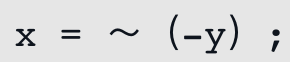 x = ~ (-y) ;